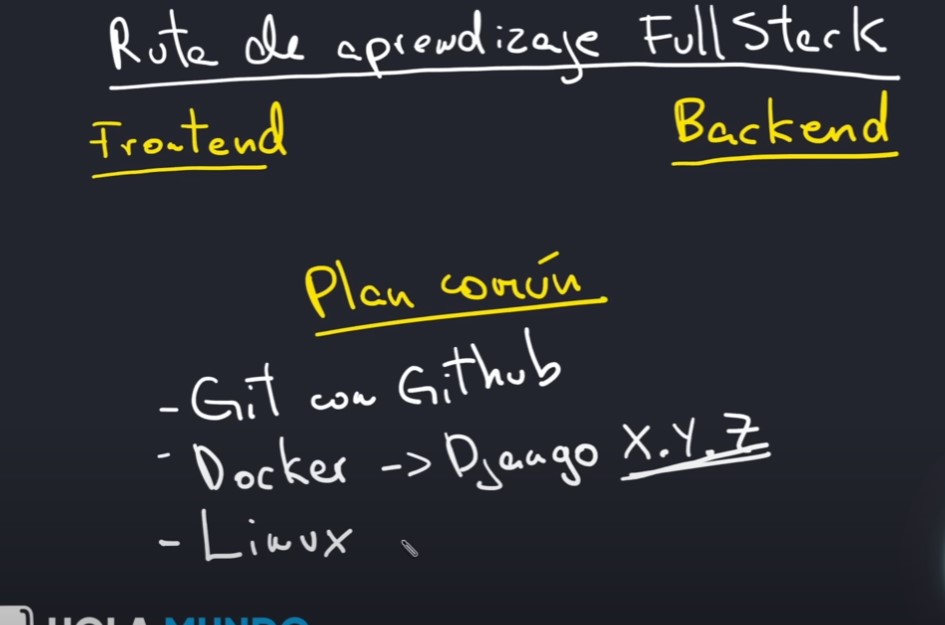 Ruta de aprendizaje FullStack
Frontend
Backend
Plan común
- Git con Github
- Docker -> Django X.Y.Z
- Linux
HOLA MUNDO